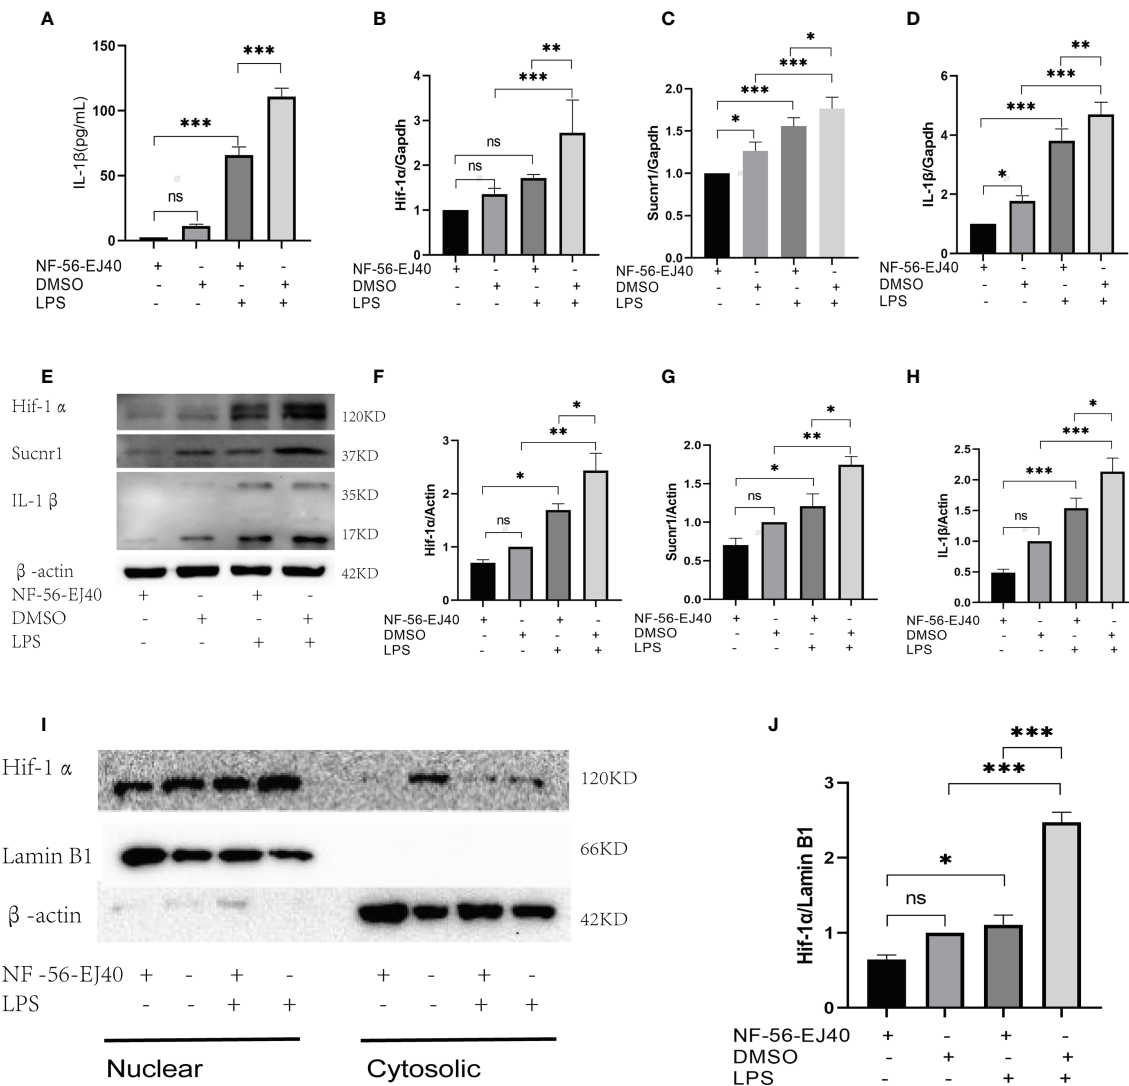 A
IL-1β(pg/mL)
150
100
50
0
ns
***
***
NF-56-EJ40 + - + -
DMSO - + - +
LPS - - + +
B
Hif-1α/Gapdh
4
3
2
1
0
ns
ns
***
**
NF-56-EJ40 + - + -
DMSO - + - +
LPS - - + +
C
Sucnr1/Gapdh
2.0
1.5
1.0
0.5
0.0
*
***
***
*
NF-56-EJ40 + - + -
DMSO - + - +
LPS - - + +
D
IL-1β/Gapdh
6
4
2
0
*
***
***
**
NF-56-EJ40 + - + -
DMSO - + - +
LPS - - + +
E
Hif-1 α 120KD
Sucnr1 37KD
IL-1 β 35KD
17KD
β -actin 42KD
NF-56-EJ40 + - + -
DMSO - + - +
LPS - - + +
F
Hif-1α/Actin
3
2
1
0
ns
*
**
*
NF-56-EJ40 + - + -
DMSO - + - +
LPS - - + +
G
Sucnr1/Actin
2.0
1.5
1.0
0.5
0.0
ns
*
**
*
NF-56-EJ40 + - + -
DMSO - + - +
LPS - - + +
H
IL-1β/Actin
2.5
2.0
1.5
1.0
0.5
0.0
ns
***
***
*
NF-56-EJ40 + - + -
DMSO - + - +
LPS - - + +
I
Hif-1 α 120KD
Lamin B1 66KD
β -actin 42KD
NF -56-EJ40 + - + - + - + -
LPS - - + + - - + +
Nuclear Cytosolic
J
Hif-1α/Lamin B1
3
2
1
0
ns
*
***
***
NF-56-EJ40 + - + -
DMSO - + - +
LPS - - + +